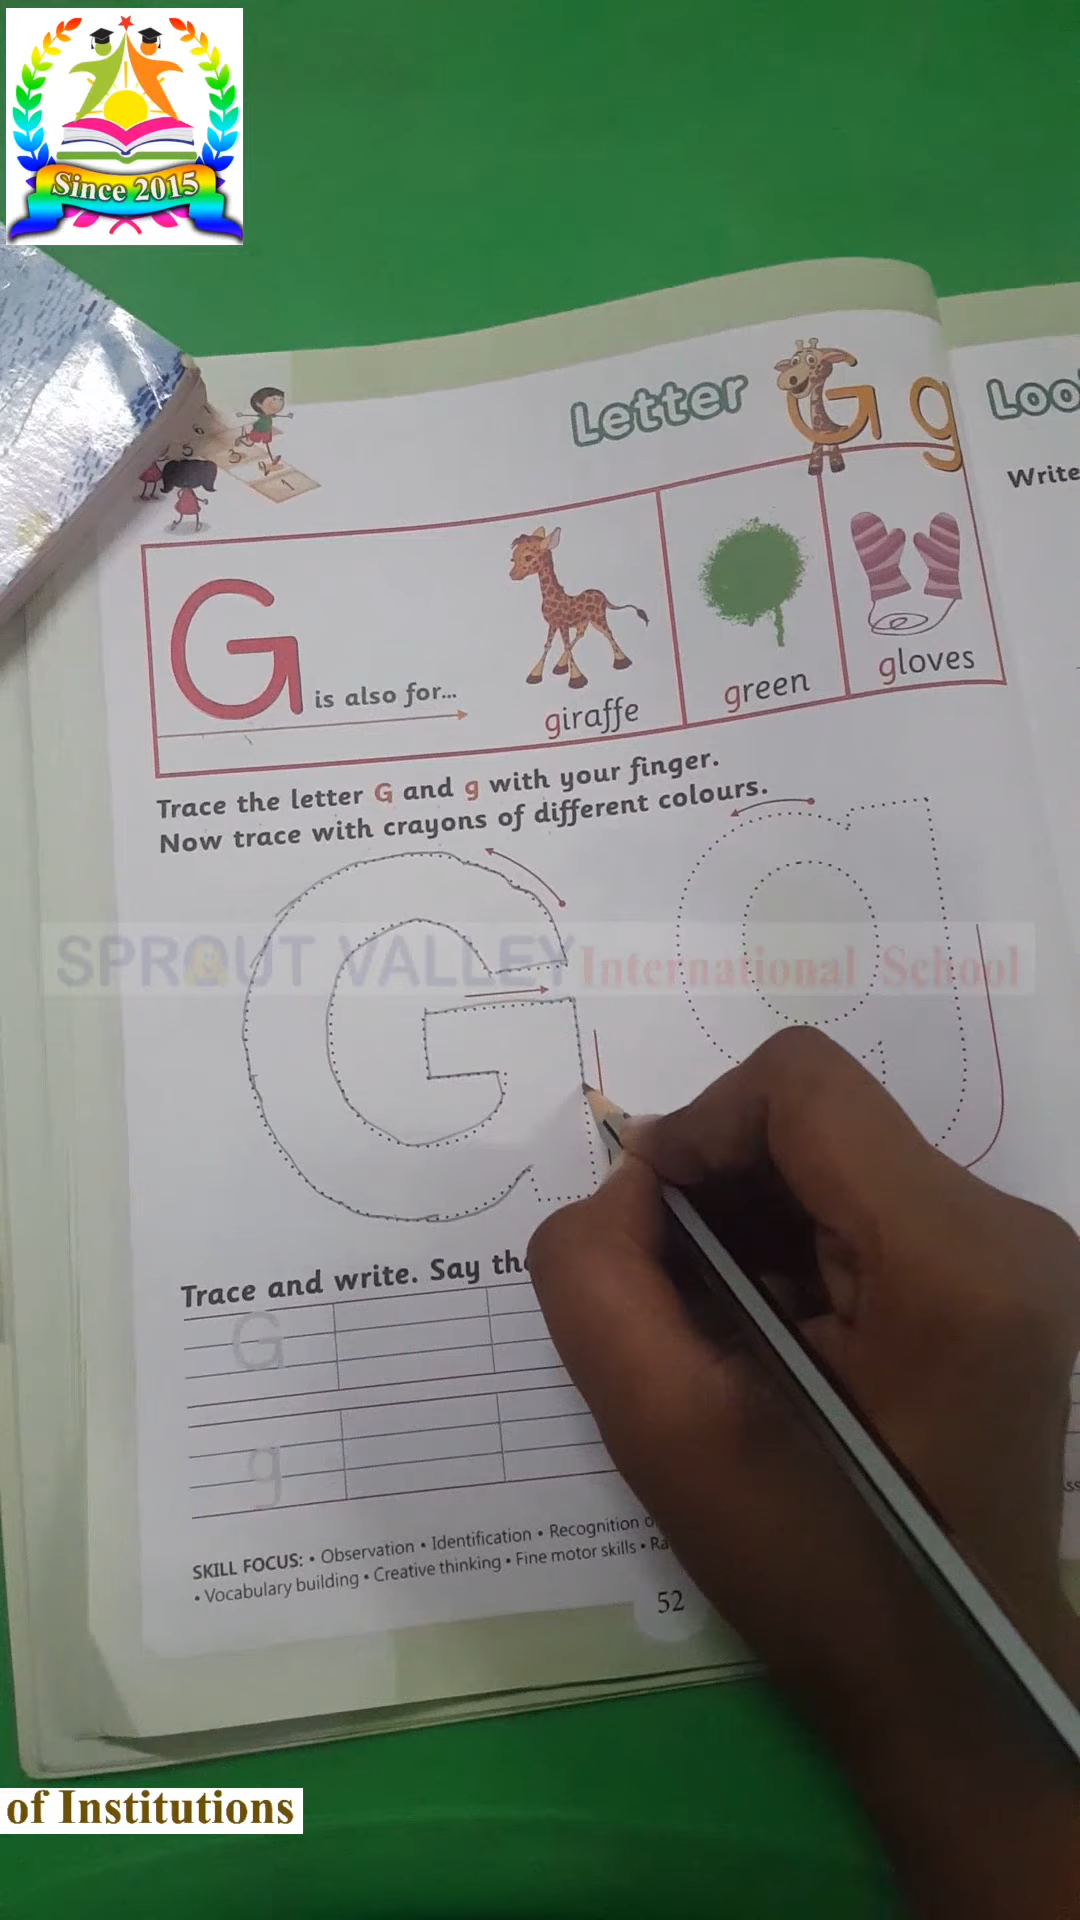 Since 2015
Letter G g
Loo
Write
G is also for...
giraffe
green
gloves
Trace the letter G and g with your finger.
Now trace with crayons of different colours.
SPROUT VALLEY International School
Trace and write. Say th
G
g
SKILL FOCUS: • Observation • Identification • Recognition o
• Vocabulary building • Creative thinking • Fine motor skills • Ra
52
of Institutions